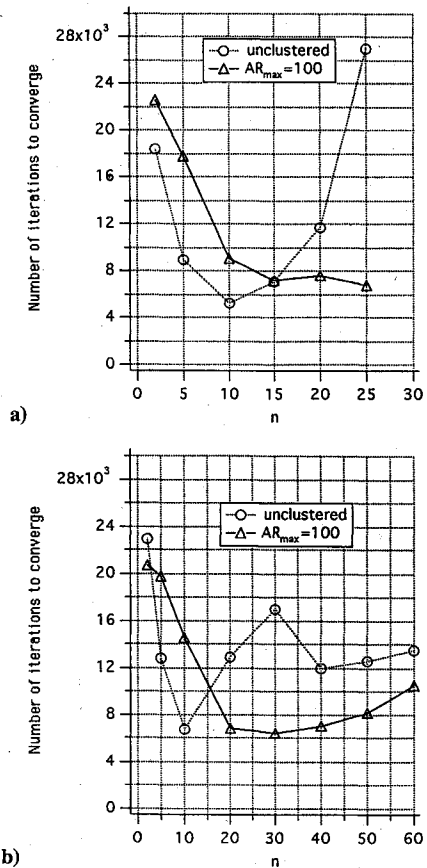 28x10³
unclustered
ARmax=100
24
20
16
12
8
4
0
Number of iterations to converge
0 5 10 15 20 25 30
n
a)
28x10³
unclustered
ARmax=100
24
20
16
12
8
4
0
Number of iterations to converge
0 10 20 30 40 50 60
n
b)